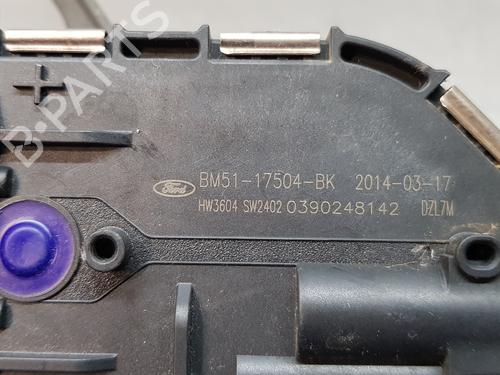 B-PARTS
+
Ford BM51-17504-BK 2014-03-17
HW3604 SW2402 0390248142 DZL7M